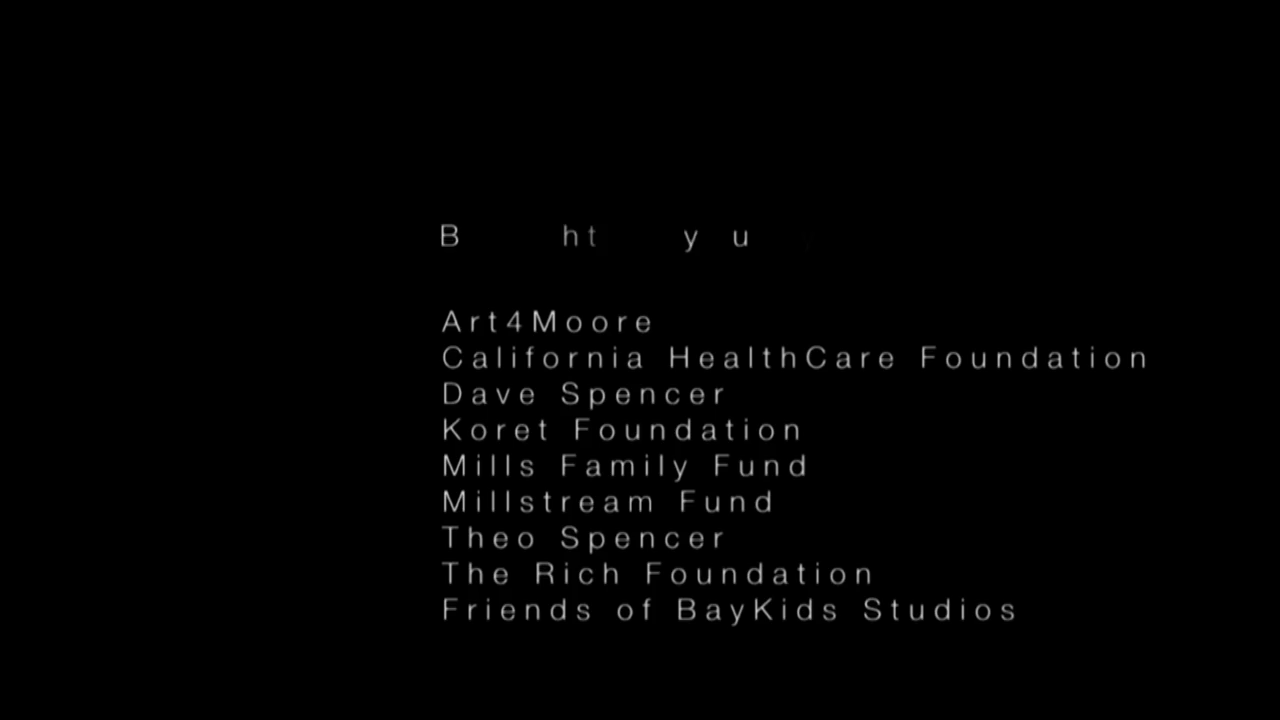 B ht y u y
Art4Moore
California HealthCare Foundation
Dave Spencer
Koret Foundation
Mills Family Fund
Millstream Fund
Theo Spencer
The Rich Foundation
Friends of BayKids Studios